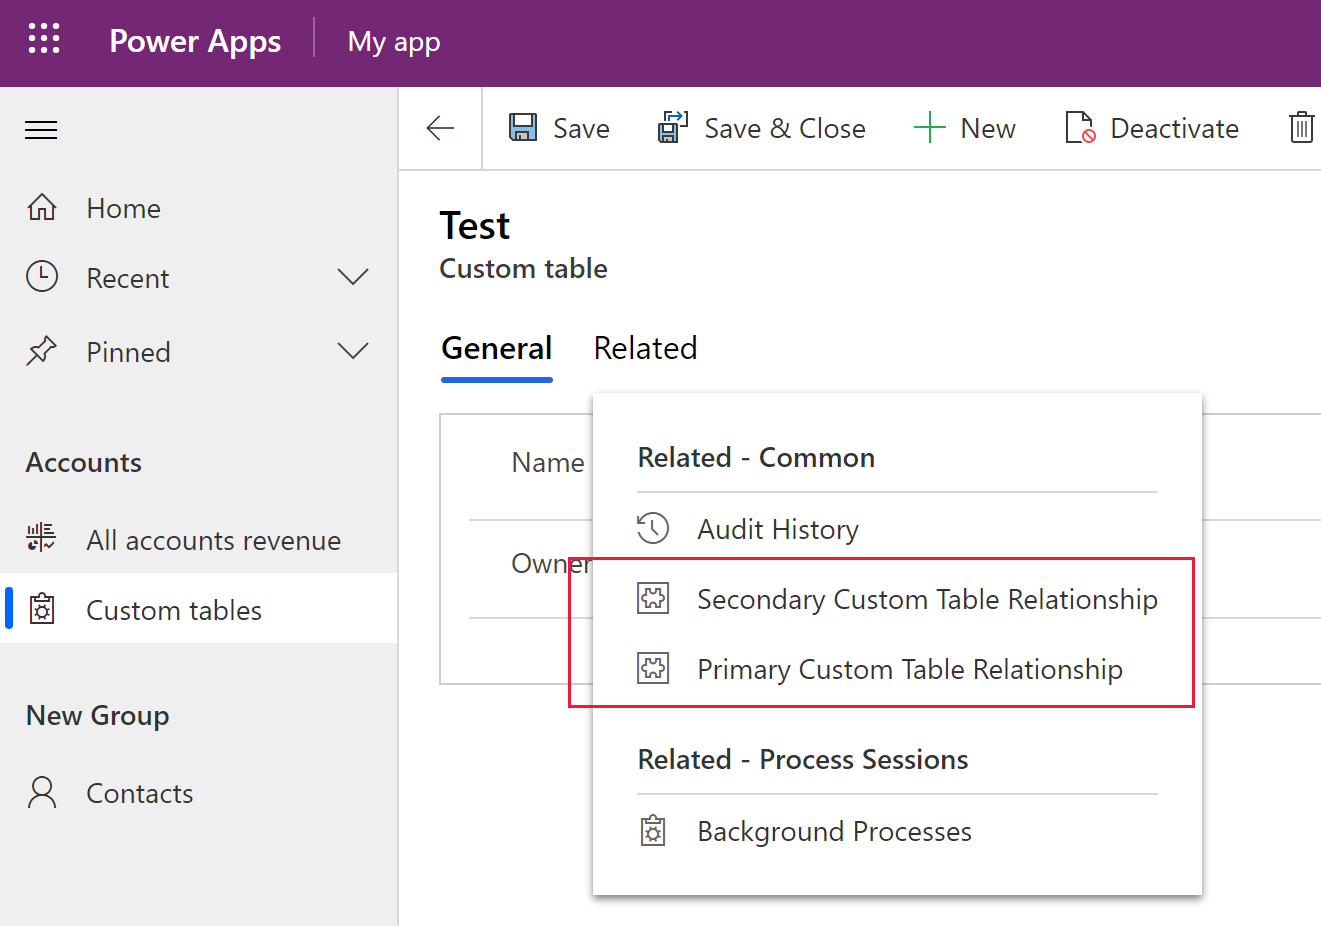 Power Apps
My app
Save
Save & Close
New
Deactivate
Home
Recent
Pinned
Accounts
All accounts revenue
Custom tables
New Group
Contacts
Test
Custom table
General
Related
Name
Owner
Related - Common
Audit History
Secondary Custom Table Relationship
Primary Custom Table Relationship
Related - Process Sessions
Background Processes